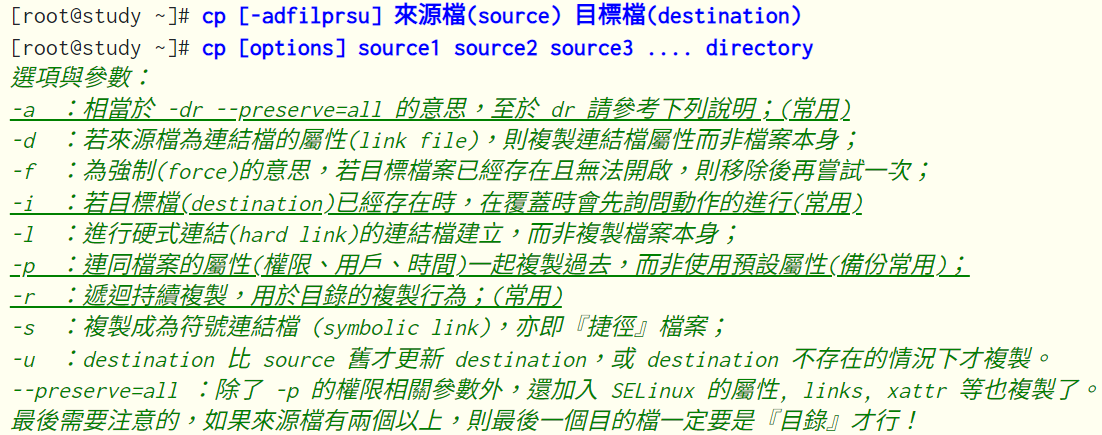 [root@study ~]# cp [-adfilprsu] 來源檔(source) 目標檔(destination)
[root@study ~]# cp [options] source1 source2 source3 .... directory
選項與參數：
-a  ：相當於 -dr --preserve=all 的意思，至於 dr 請參考下列說明；(常用)
-d  ：若來源檔為連結檔的屬性(link file)，則複製連結檔屬性而非檔案本身；
-f  ：為強制(force)的意思，若目標檔案已經存在且無法開啟，則移除後再嘗試一次；
-i  ：若目標檔(destination)已經存在時，在覆蓋時會先詢問動作的進行(常用)
-l  ：進行硬式連結(hard link)的連結檔建立，而非複製檔案本身；
-p  ：連同檔案的屬性(權限、用戶、時間)一起複製過去，而非使用預設屬性(備份常用)；
-r  ：遞迴持續複製，用於目錄的複製行為；(常用)
-s  ：複製成為符號連結檔 (symbolic link)，亦即『捷徑』檔案；
-u  ：destination 比 source 舊才更新 destination，或 destination 不存在的情況下才複製。
--preserve=all ：除了 -p 的權限相關參數外，還加入 SELinux 的屬性, links, xattr 等也複製了。
最後需要注意的，如果來源檔有兩個以上，則最後一個目的檔一定要是『目錄』才行！